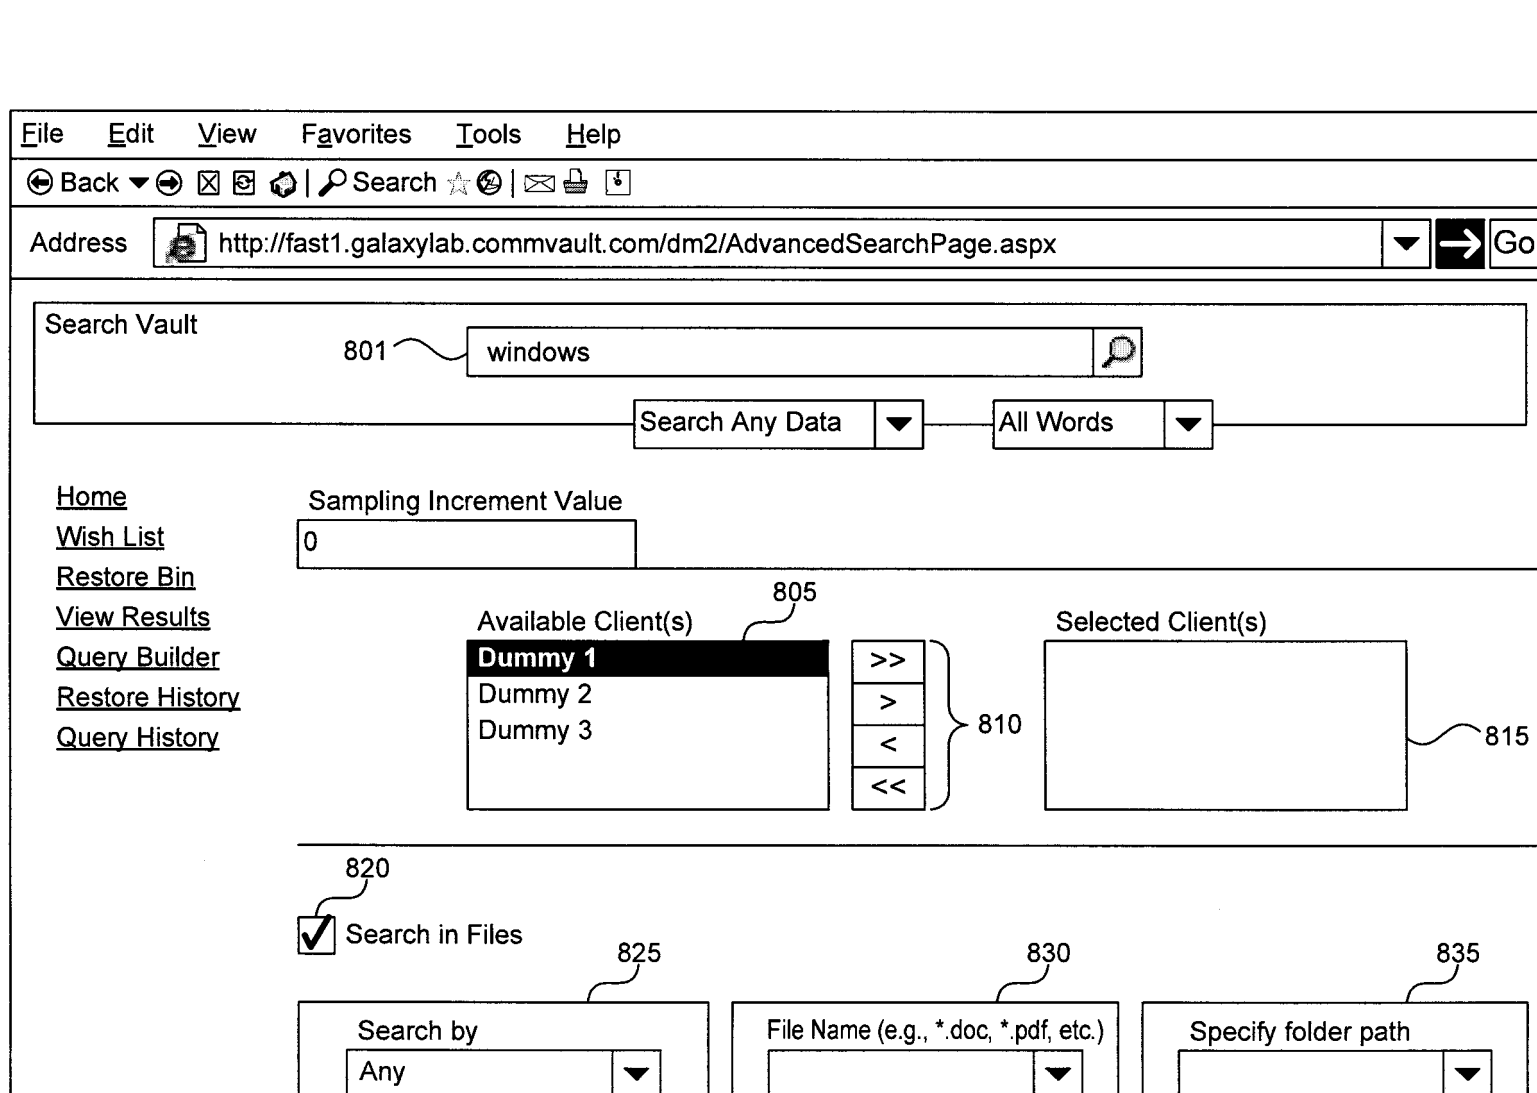 File Edit View Favorites Tools Help
Back Search
Address http://fast1.galaxylab.commvault.com/dm2/AdvancedSearchPage.aspx Go
Search Vault
801 windows
Search Any Data All Words
Home
Wish List
Restore Bin
View Results
Query Builder
Restore History
Query History
Sampling Increment Value
0
805
Available Client(s) Selected Client(s)
Dummy 1
Dummy 2
Dummy 3
>>
>
<
<<
810
815
820
Search in Files
825 830 835
Search by File Name (e.g., *.doc, *.pdf, etc.) Specify folder path
Any